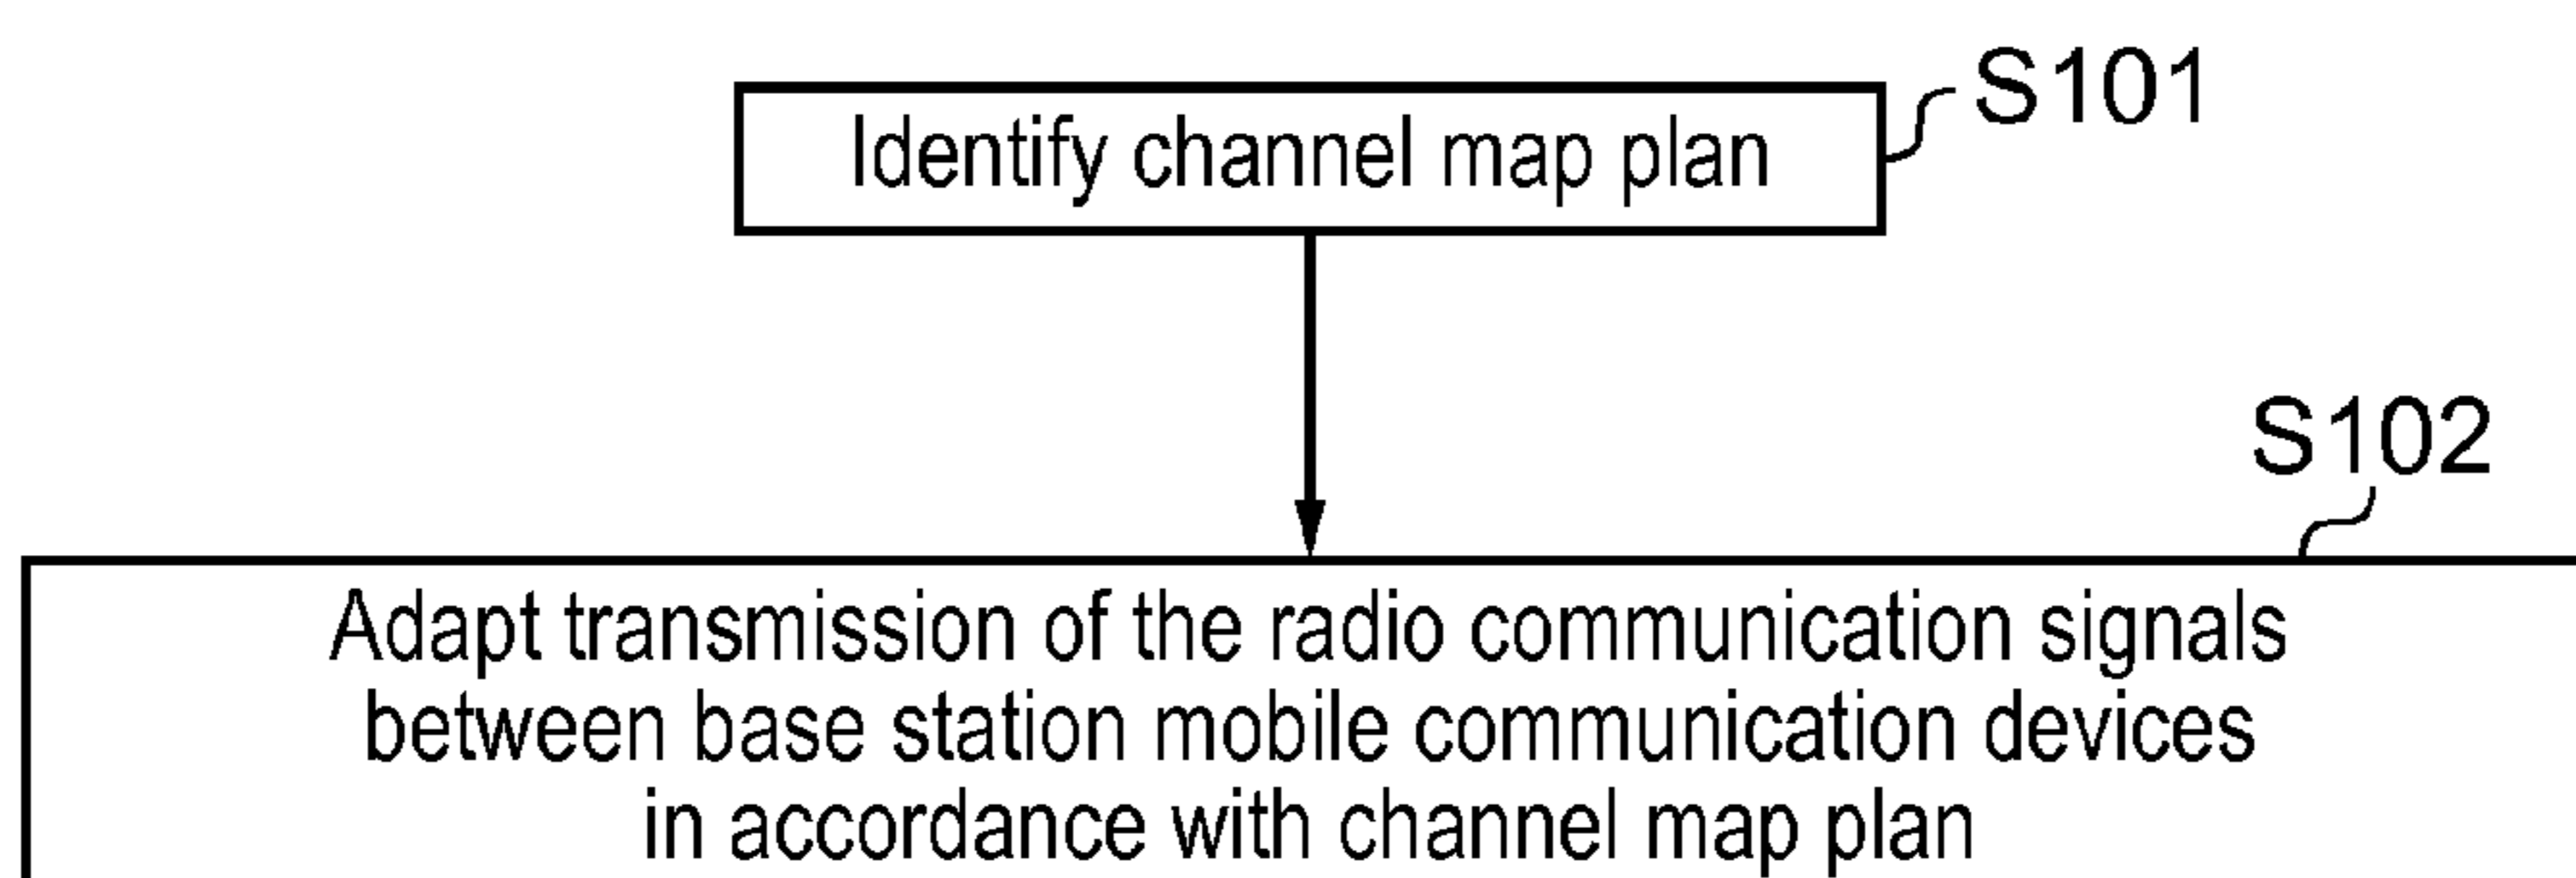 S101
Identify channel map plan
S102
Adapt transmission of the radio communication signals
between base station mobile communication devices
in accordance with channel map plan